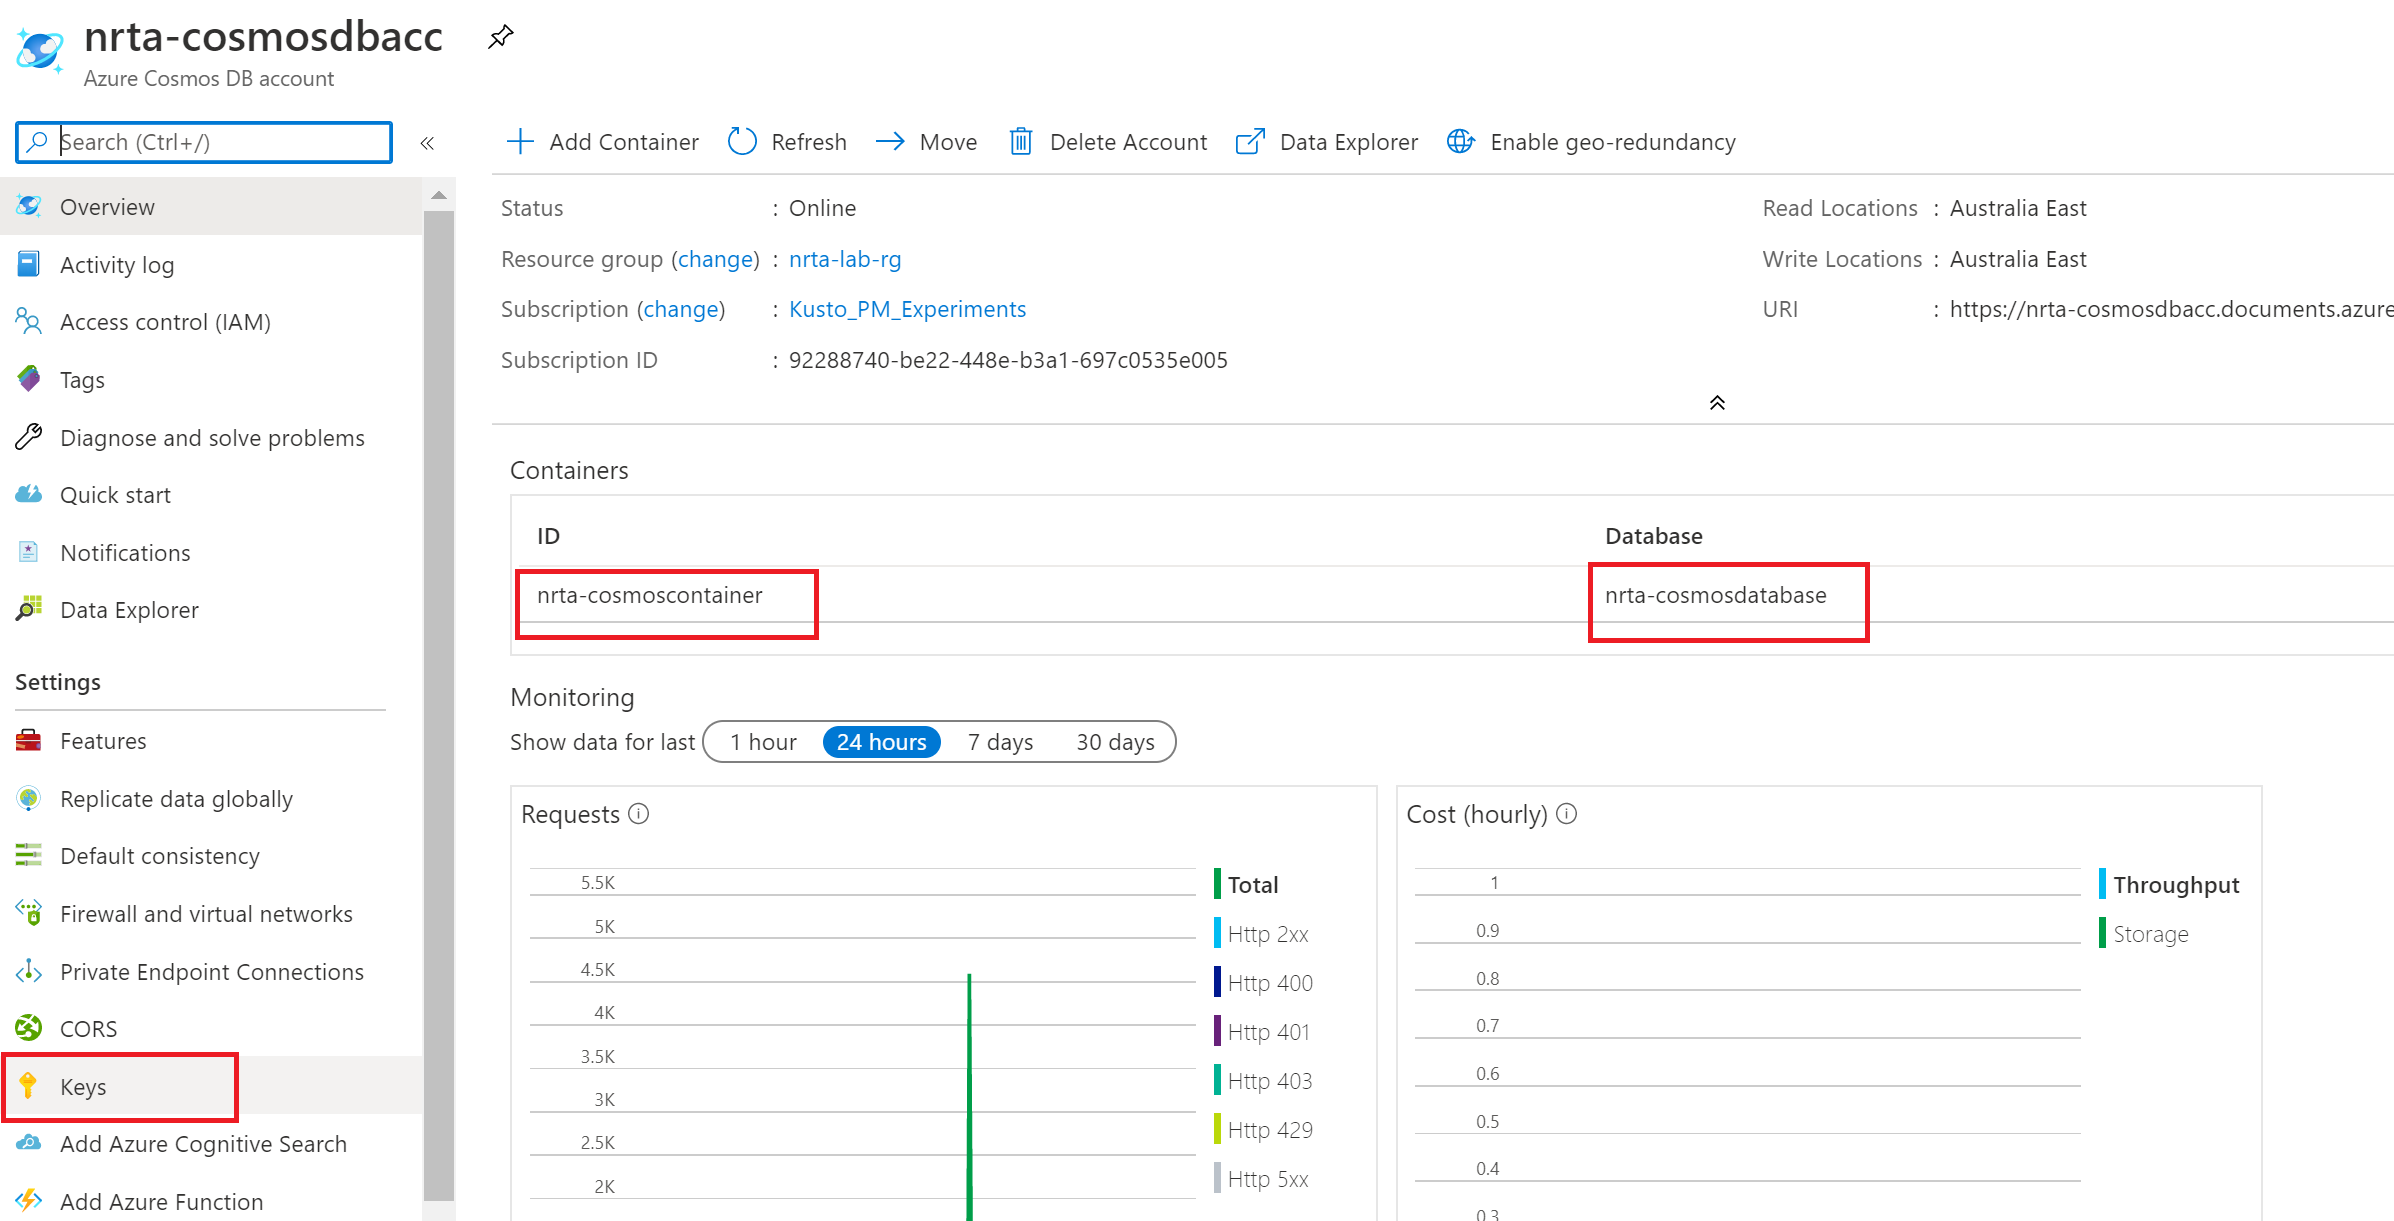 nrta-cosmosdbacc
Azure Cosmos DB account
Search (Ctrl+/)
«
Overview
Activity log
Access control (IAM)
Tags
Diagnose and solve problems
Quick start
Notifications
Data Explorer
Settings
Features
Replicate data globally
Default consistency
Firewall and virtual networks
Private Endpoint Connections
CORS
Keys
Add Azure Cognitive Search
Add Azure Function
Add Container Refresh Move Delete Account Data Explorer Enable geo-redundancy
Status : Online
Resource group (change) : nrta-lab-rg
Subscription (change) : Kusto_PM_Experiments
Subscription ID : 92288740-be22-448e-b3a1-697c0535e005
Read Locations : Australia East
Write Locations : Australia East
URI : https://nrta-cosmosdbacc.documents.azure
Containers
ID Database
nrta-cosmoscontainer nrta-cosmosdatabase
Monitoring
Show data for last 1 hour 24 hours 7 days 30 days
Requests
5.5K
5K
4.5K
4K
3.5K
3K
2.5K
2K
Total
Http 2xx
Http 400
Http 401
Http 403
Http 429
Http 5xx
Cost (hourly)
1
0.9
0.8
0.7
0.6
0.5
0.4
0.3
Throughput
Storage